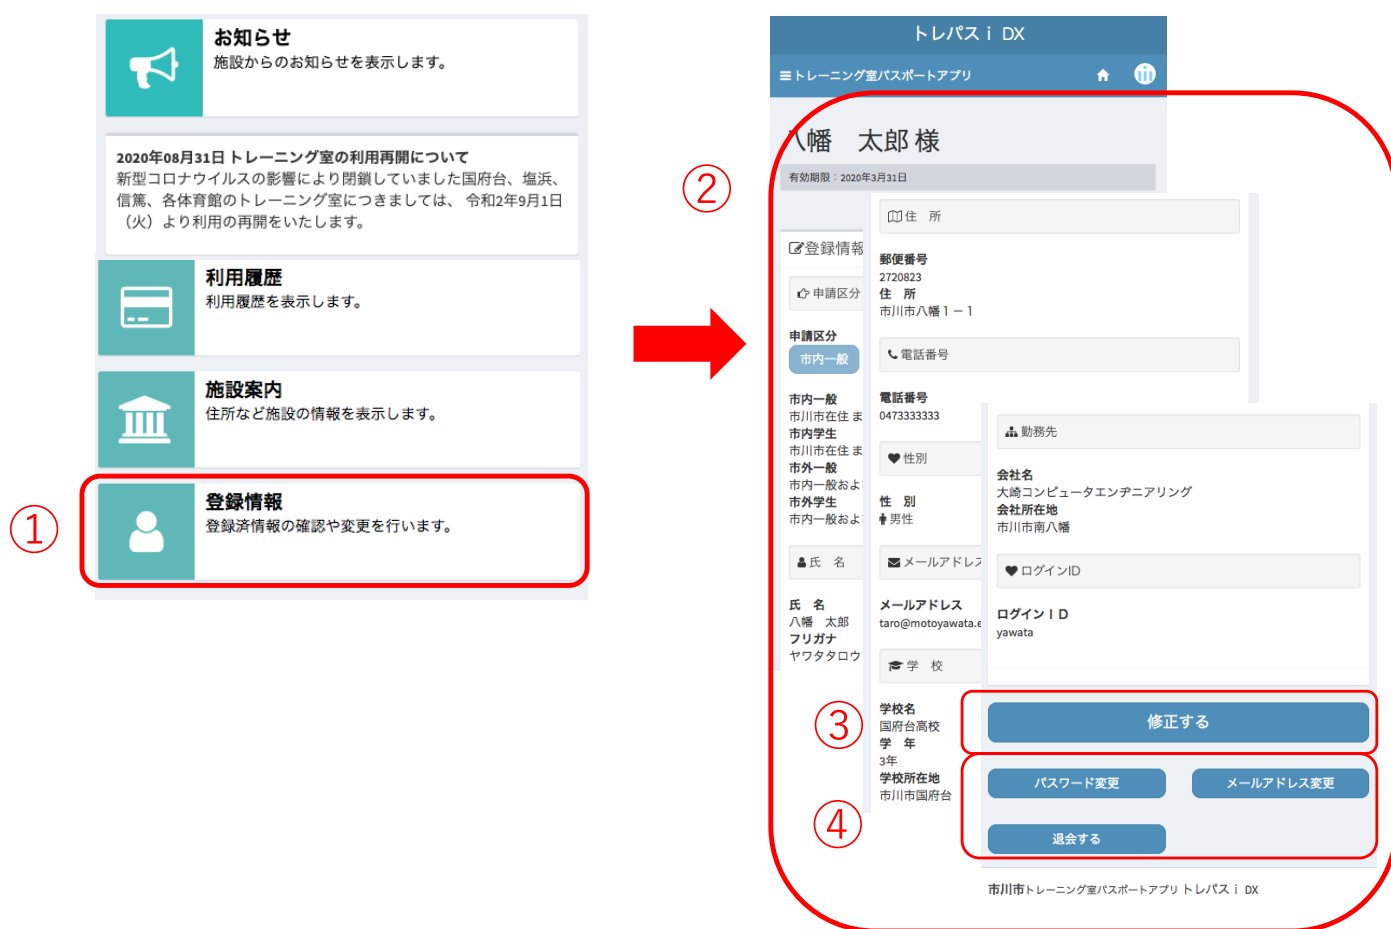 お知らせ
施設からのお知らせを表示します。
2020年08月31日 トレーニング室の利用再開について
新型コロナウイルスの影響により閉鎖していました国府台、塩浜、
信篤、各体育館のトレーニング室につきましては、 令和2年9月1日
（火）より利用の再開をいたします。
利用履歴
利用履歴を表示します。
施設案内
住所など施設の情報を表示します。
①
登録情報
登録済情報の確認や変更を行います。
トレパス i DX
トレーニング室パスポートアプリ
②
八幡　太郎 様
有効期限：2020年3月31日
登録情報
申請区分
申請区分
市内一般
市内一般
市川市在住 ま
市内学生
市川市在住 ま
市外一般
市内一般およ
市外学生
市内一般およ
氏　名
氏　名
八幡　太郎
フリガナ
ヤワタタロウ
住　所
郵便番号
2720823
住　所
市川市八幡１－１
電話番号
電話番号
0473333333
性別
性　別
男性
メールアドレス
メールアドレス
taro@motoyawata.e
学　校
学校名
国府台高校
学　年
3年
学校所在地
市川市国府台
勤務先
会社名
大崎コンピュータエンヂニアリング
会社所在地
市川市南八幡
ログインID
ログインＩＤ
yawata
③
修正する
④
パスワード変更
メールアドレス変更
退会する
市川市トレーニング室パスポートアプリ トレパス i DX